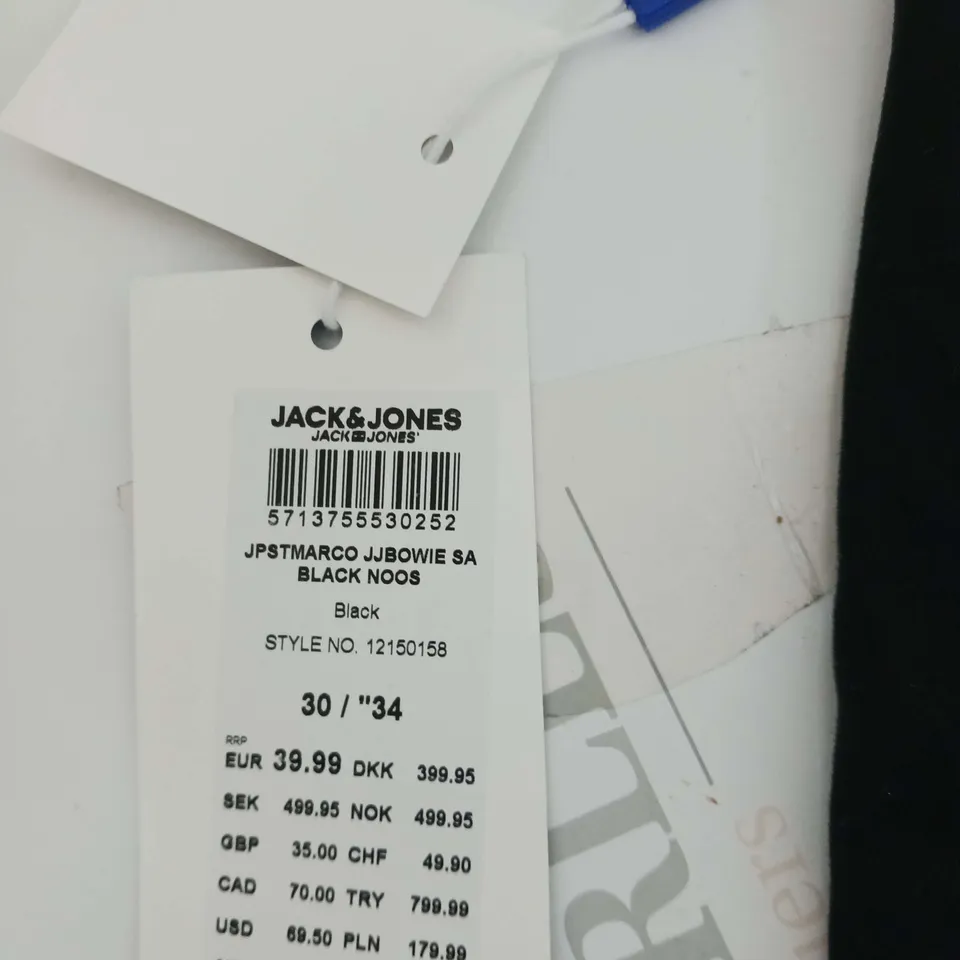 JACK&JONES
JACK JONES
5713755530252
JPSTMARCO JJBOWIE SA
BLACK NOOS
Black
STYLE NO. 12150158
30 / "34
RRP
EUR 39.99 DKK 399.95
SEK 499.95 NOK 499.95
GBP 35.00 CHF 49.90
CAD 70.00 TRY 799.99
USD 69.50 PLN 179.99